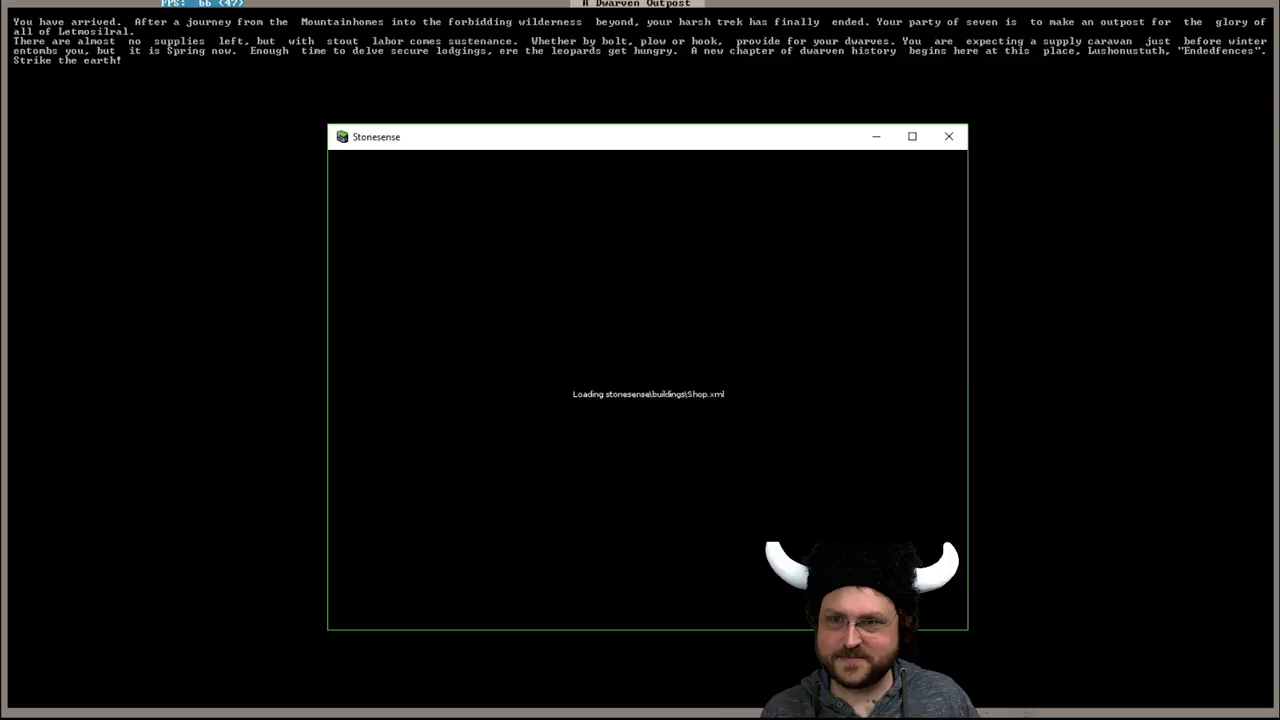 FPS: 66 (47)
A Dwarven Outpost
You have arrived. After a journey from the Mountainhomes into the forbidding wilderness beyond, your harsh trek has finally ended. Your party of seven is to make an outpost for the glory of
all of Letmosilral.
There are almost no supplies left, but with stout labor comes sustenance. Whether by bolt, plow or hook, provide for your dwarves. You are expecting a supply caravan just before winter
entombs you, but it is Spring now. Enough time to delve secure lodgings, ere the leopards get hungry. A new chapter of dwarven history begins here at this place, Lushonustuth, "Endedfences".
Strike the earth!
Stonesense
Loading stonesense\buildings\Shop.xml